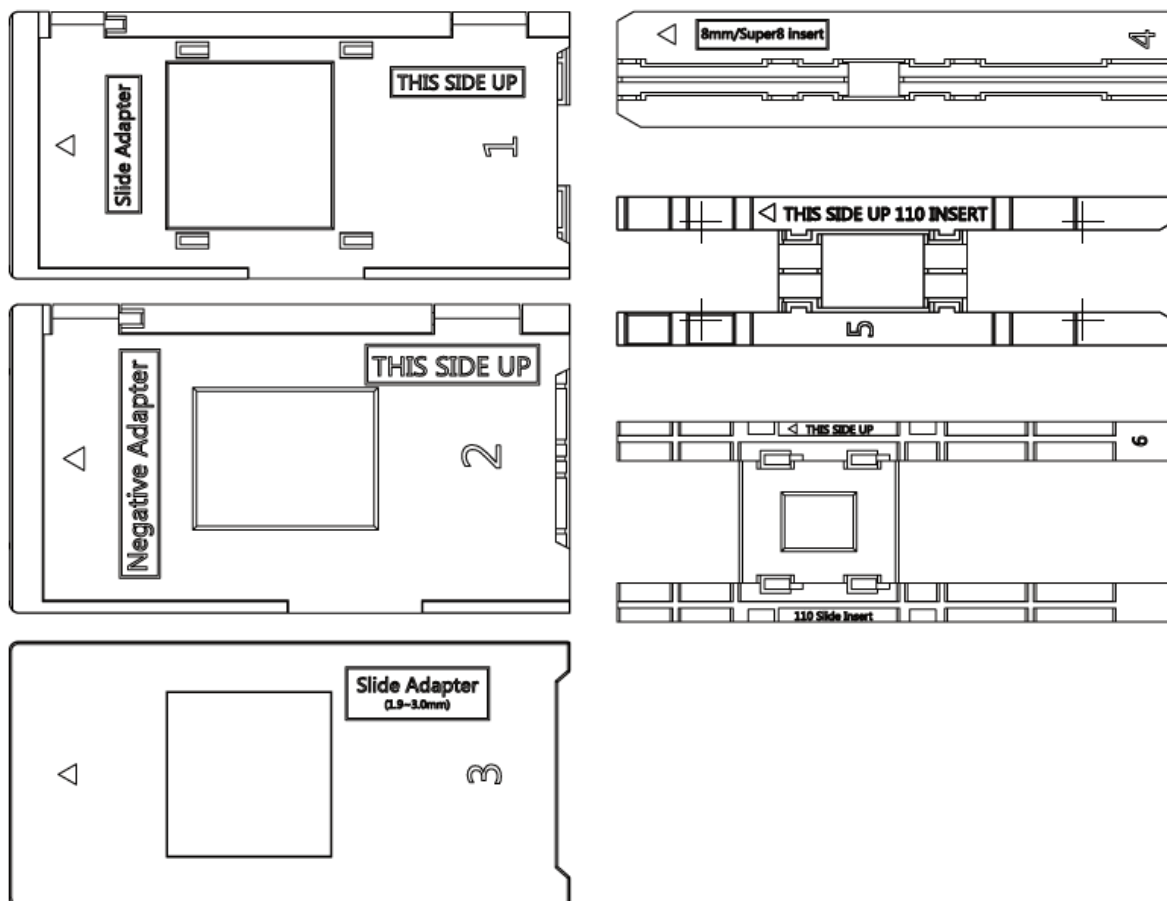 Slide Adapter
THIS SIDE UP
1
Negative Adapter
THIS SIDE UP
2
Slide Adapter
(1.9~3.0mm)
3
8mm/Super8 insert
4
THIS SIDE UP 110 INSERT
5
THIS SIDE UP
6
110 Slide Insert